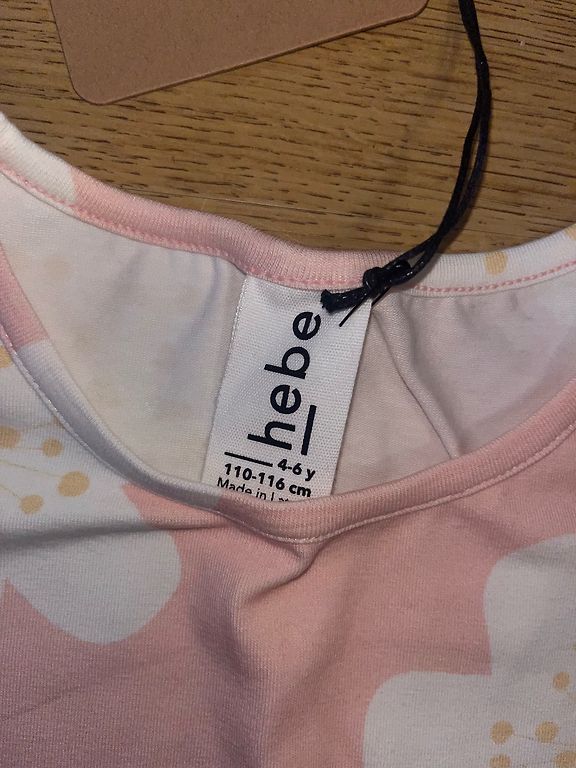 hebe
4-6 y
110-116 cm
Made in